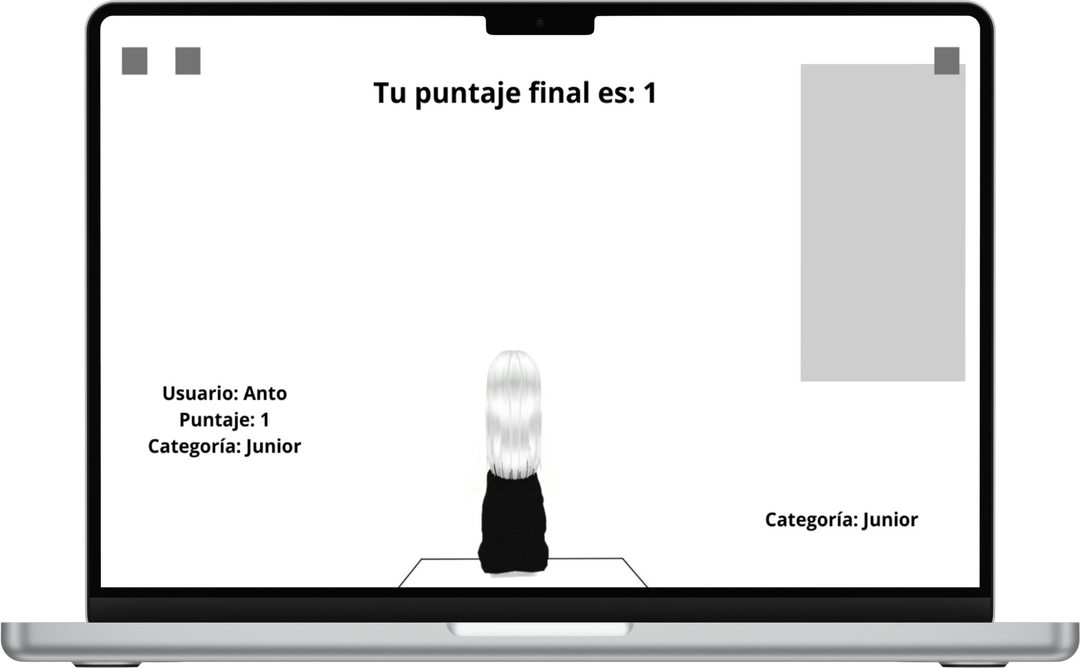 Tu puntaje final es: 1
Usuario: Anto
Puntaje: 1
Categoría: Junior
Categoría: Junior